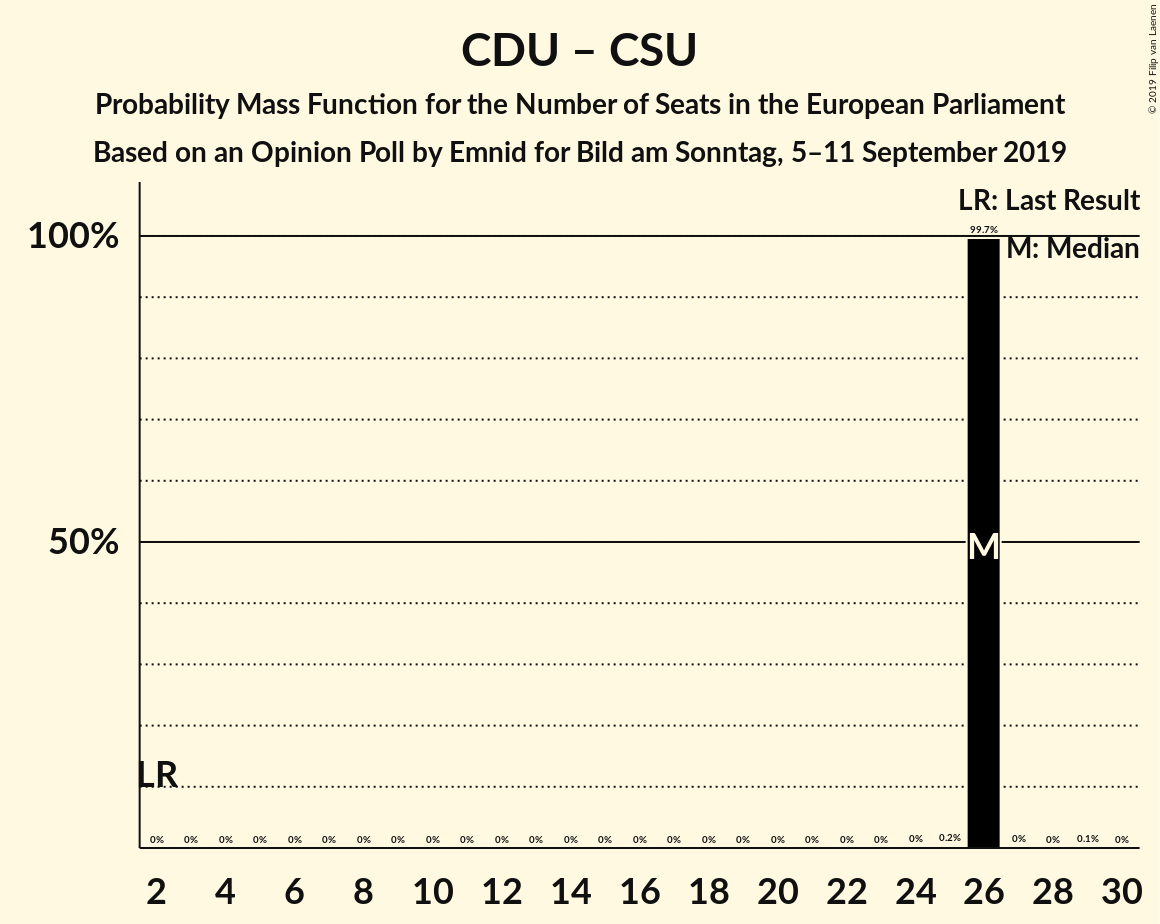 CDU – CSU
Probability Mass Function for the Number of Seats in the European Parliament
Based on an Opinion Poll by Emnid for Bild am Sonntag, 5–11 September 2019
© 2019 Filip van Laenen
LR: Last Result
M: Median
100%
50%
99.7%
M
LR
0% 0% 0% 0% 0% 0% 0% 0% 0% 0% 0% 0% 0% 0% 0% 0% 0% 0% 0% 0% 0% 0% 0% 0.2% 0% 0% 0.1% 0%
2 4 6 8 10 12 14 16 18 20 22 24 26 28 30